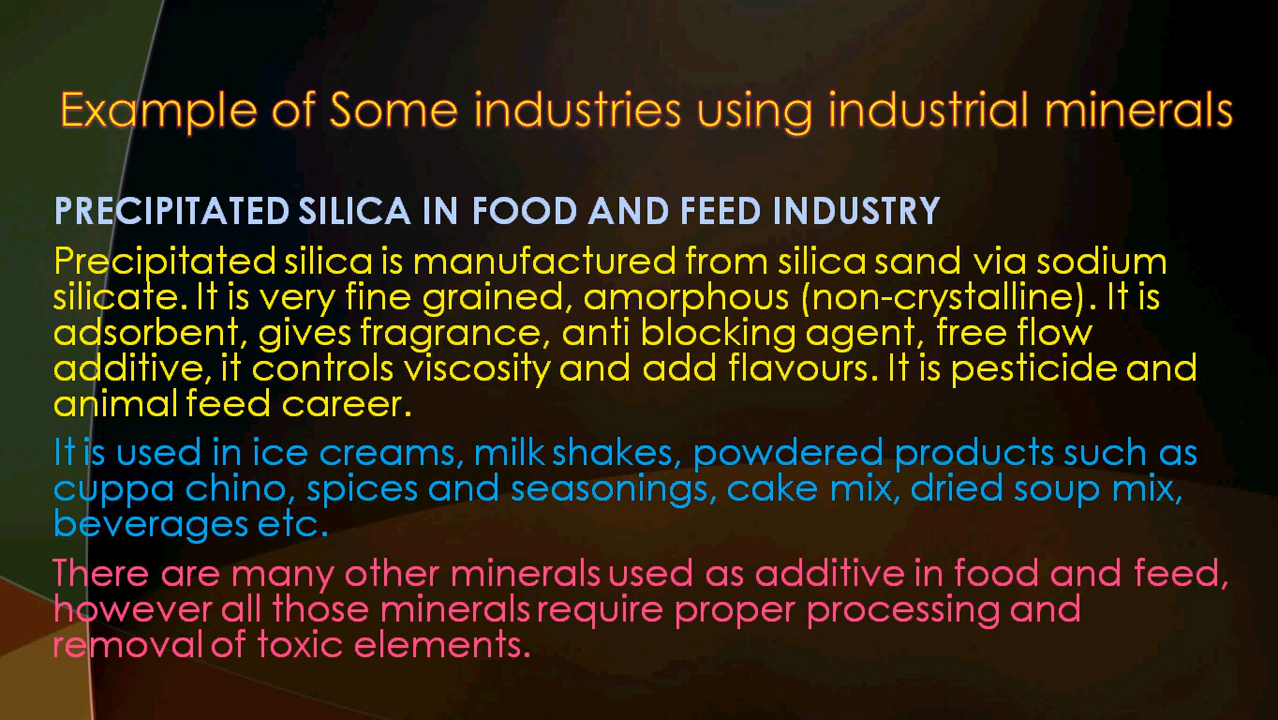 Example of Some industries using industrial minerals
PRECIPITATED SILICA IN FOOD AND FEED INDUSTRY
Precipitated silica is manufactured from silica sand via sodium
silicate. It is very fine grained, amorphous (non-crystalline). It is
adsorbent, gives fragrance, anti blocking agent, free flow
additive, it controls viscosity and add flavours. It is pesticide and
animal feed career.
It is used in ice creams, milk shakes, powdered products such as
cuppa chino, spices and seasonings, cake mix, dried soup mix,
beverages etc.
There are many other minerals used as additive in food and feed,
however all those minerals require proper processing and
removal of toxic elements.